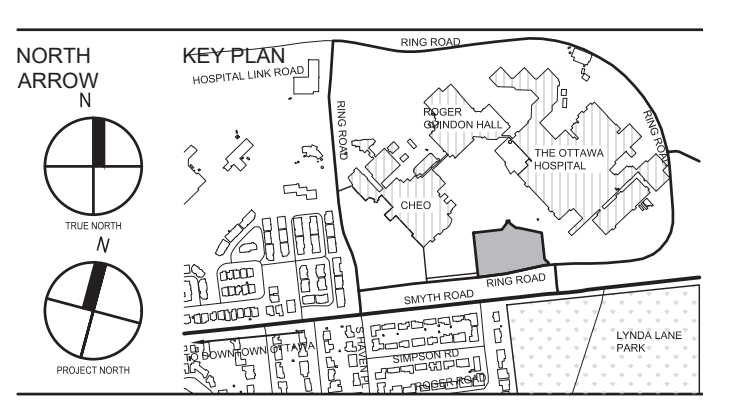 NORTH
ARROW
N
TRUE NORTH
N
PROJECT NORTH
KEY PLAN
HOSPITAL LINK ROAD
RING ROAD
RING ROAD
ROGER
GUINDON HALL
RING ROAD
THE OTTAWA
HOSPITAL
CHEO
RING ROAD
SMYTH ROAD
DOWNTOWN OTTAWA
SIMPSON RD
ROGER ROAD
LYNDA LANE
PARK